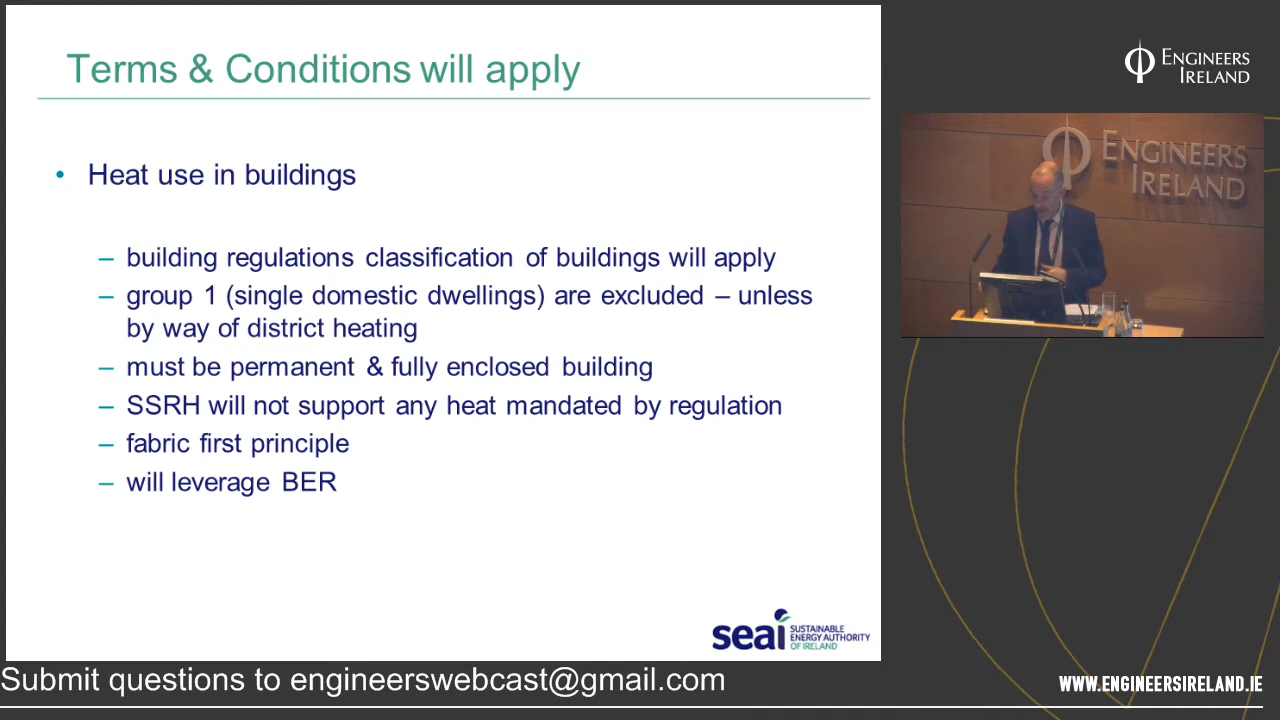 Terms & Conditions will apply
• Heat use in buildings
– building regulations classification of buildings will apply
– group 1 (single domestic dwellings) are excluded – unless
by way of district heating
– must be permanent & fully enclosed building
– SSRH will not support any heat mandated by regulation
– fabric first principle
– will leverage BER
seai SUSTAINABLE
ENERGY AUTHORITY
OF IRELAND
Submit questions to engineerswebcast@gmail.com
ENGINEERS
IRELAND
ENGINEERS
IRELAND
WWW.ENGINEERSIRELAND.IE